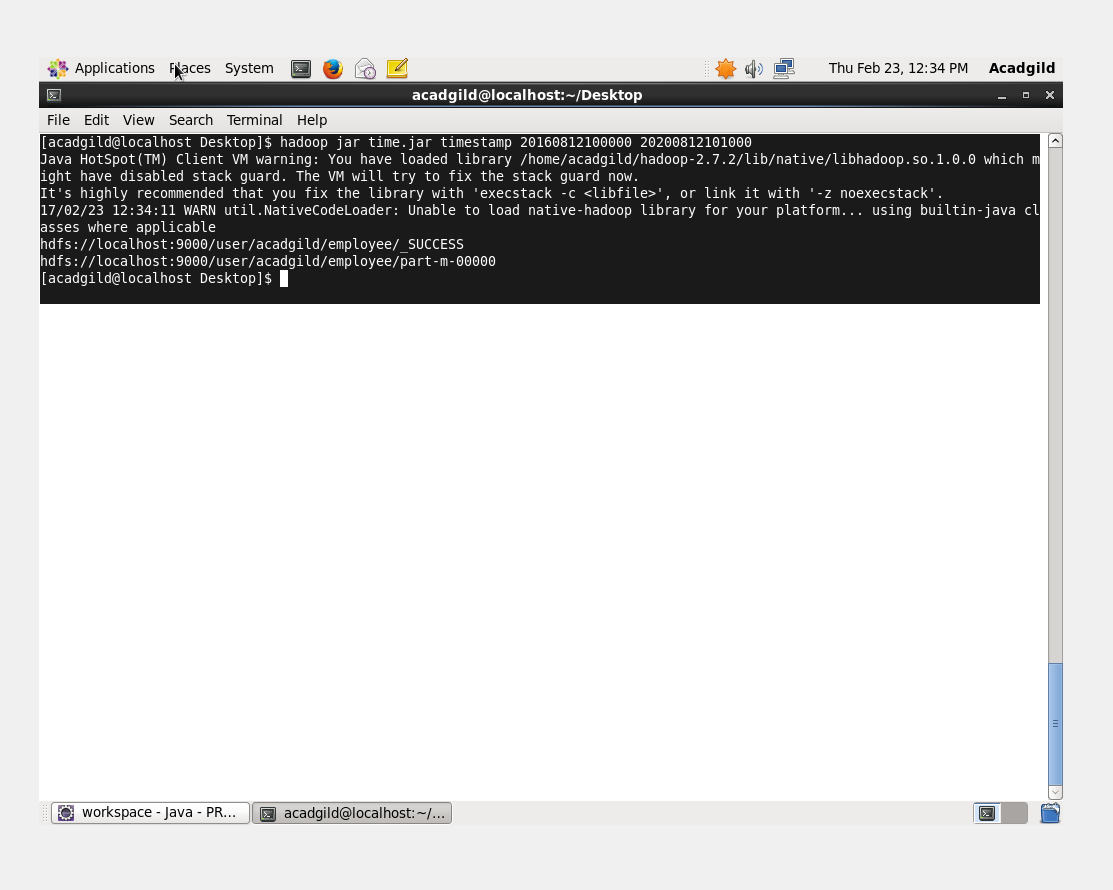 Applications Places System Thu Feb 23, 12:34 PM Acadgild
acadgild@localhost:~/Desktop
File Edit View Search Terminal Help
[acadgild@localhost Desktop]$ hadoop jar time.jar timestamp 20160812100000 20200812101000
Java HotSpot(TM) Client VM warning: You have loaded library /home/acadgild/hadoop-2.7.2/lib/native/libhadoop.so.1.0.0 which m
ight have disabled stack guard. The VM will try to fix the stack guard now.
It's highly recommended that you fix the library with 'execstack -c <libfile>', or link it with '-z noexecstack'.
17/02/23 12:34:11 WARN util.NativeCodeLoader: Unable to load native-hadoop library for your platform... using builtin-java cl
asses where applicable
hdfs://localhost:9000/user/acadgild/employee/_SUCCESS
hdfs://localhost:9000/user/acadgild/employee/part-m-00000
[acadgild@localhost Desktop]$
workspace - Java - PR... acadgild@localhost:~/...